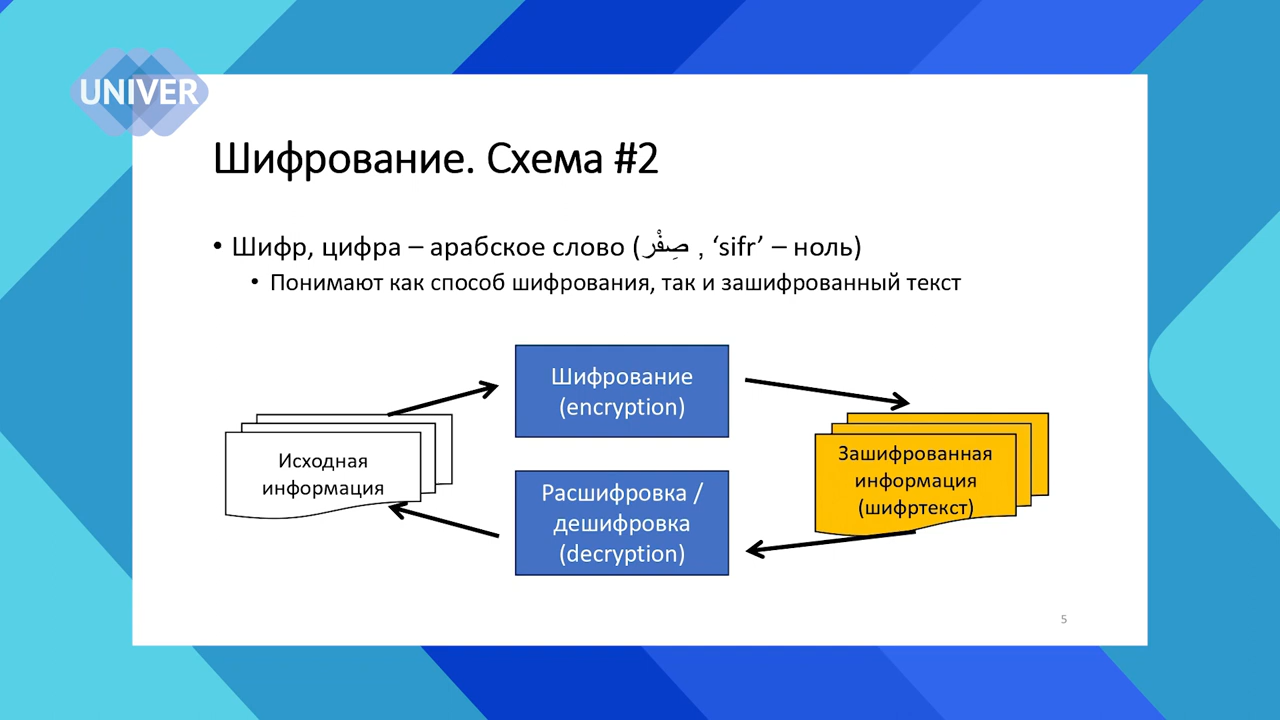 UNIVER
Шифрование. Схема #2
• Шифр, цифра – арабское слово (صِفْر , ‘sifr’ – ноль)
• Понимают как способ шифрования, так и зашифрованный текст
Шифрование
(encryption)
Исходная
информация
Зашифрованная
информация
(шифртекст)
Расшифровка /
дешифровка
(decryption)
5